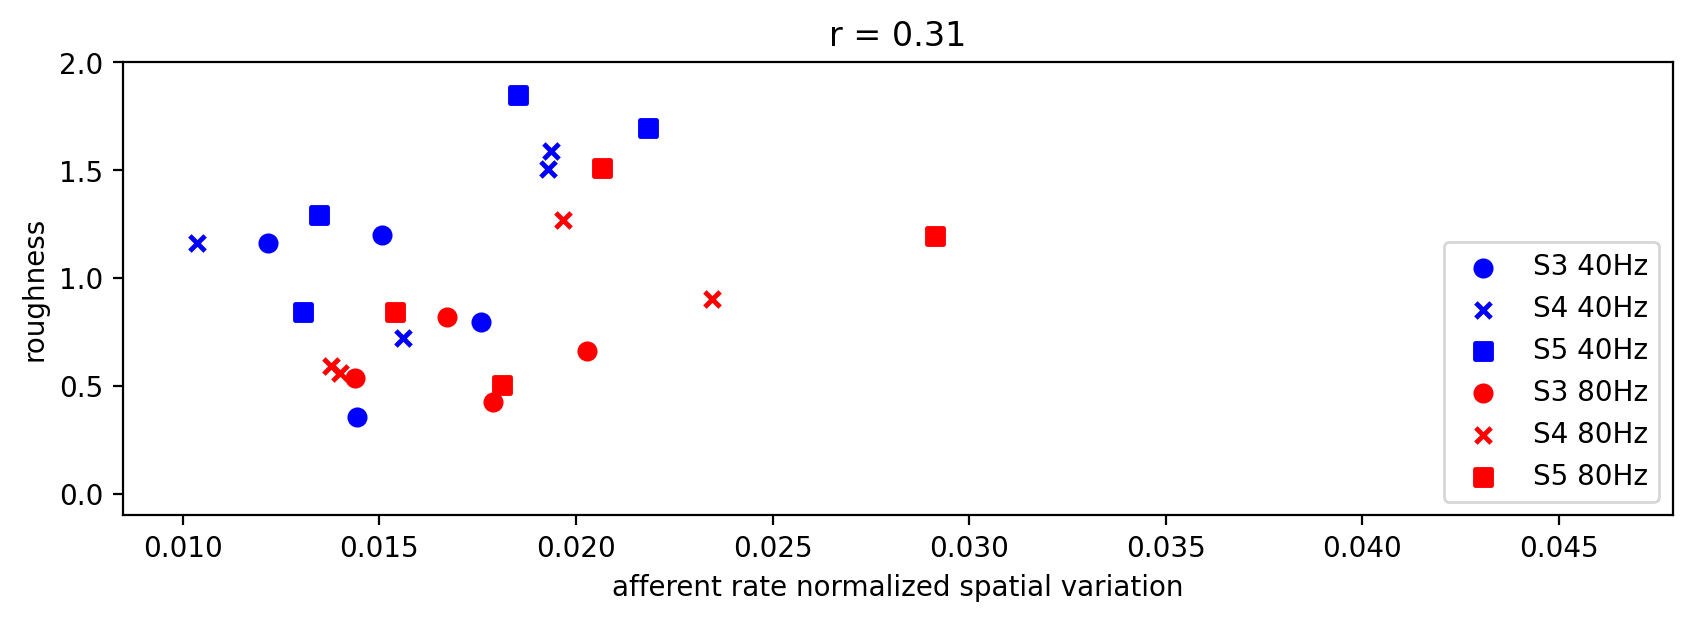 r = 0.31
2.0
1.5
1.0
0.5
0.0
roughness
S3 40Hz
S4 40Hz
S5 40Hz
S3 80Hz
S4 80Hz
S5 80Hz
0.010 0.015 0.020 0.025 0.030 0.035 0.040 0.045
afferent rate normalized spatial variation